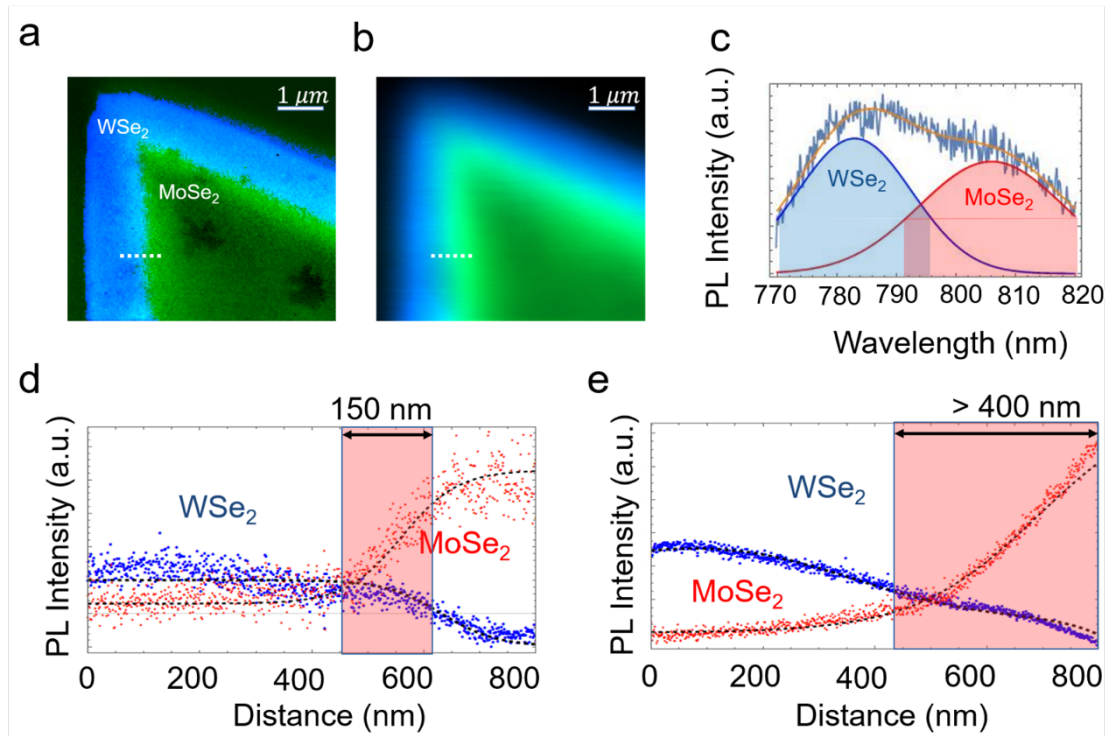 a
b
c
1 μm
WSe₂
MoSe₂
1 μm
PL Intensity (a.u.)
WSe₂
MoSe₂
770 780 790 800 810 820
Wavelength (nm)
d
150 nm
PL Intensity (a.u.)
WSe₂
MoSe₂
0 200 400 600 800
Distance (nm)
e
> 400 nm
PL Intensity (a.u.)
WSe₂
MoSe₂
0 200 400 600 800
Distance (nm)